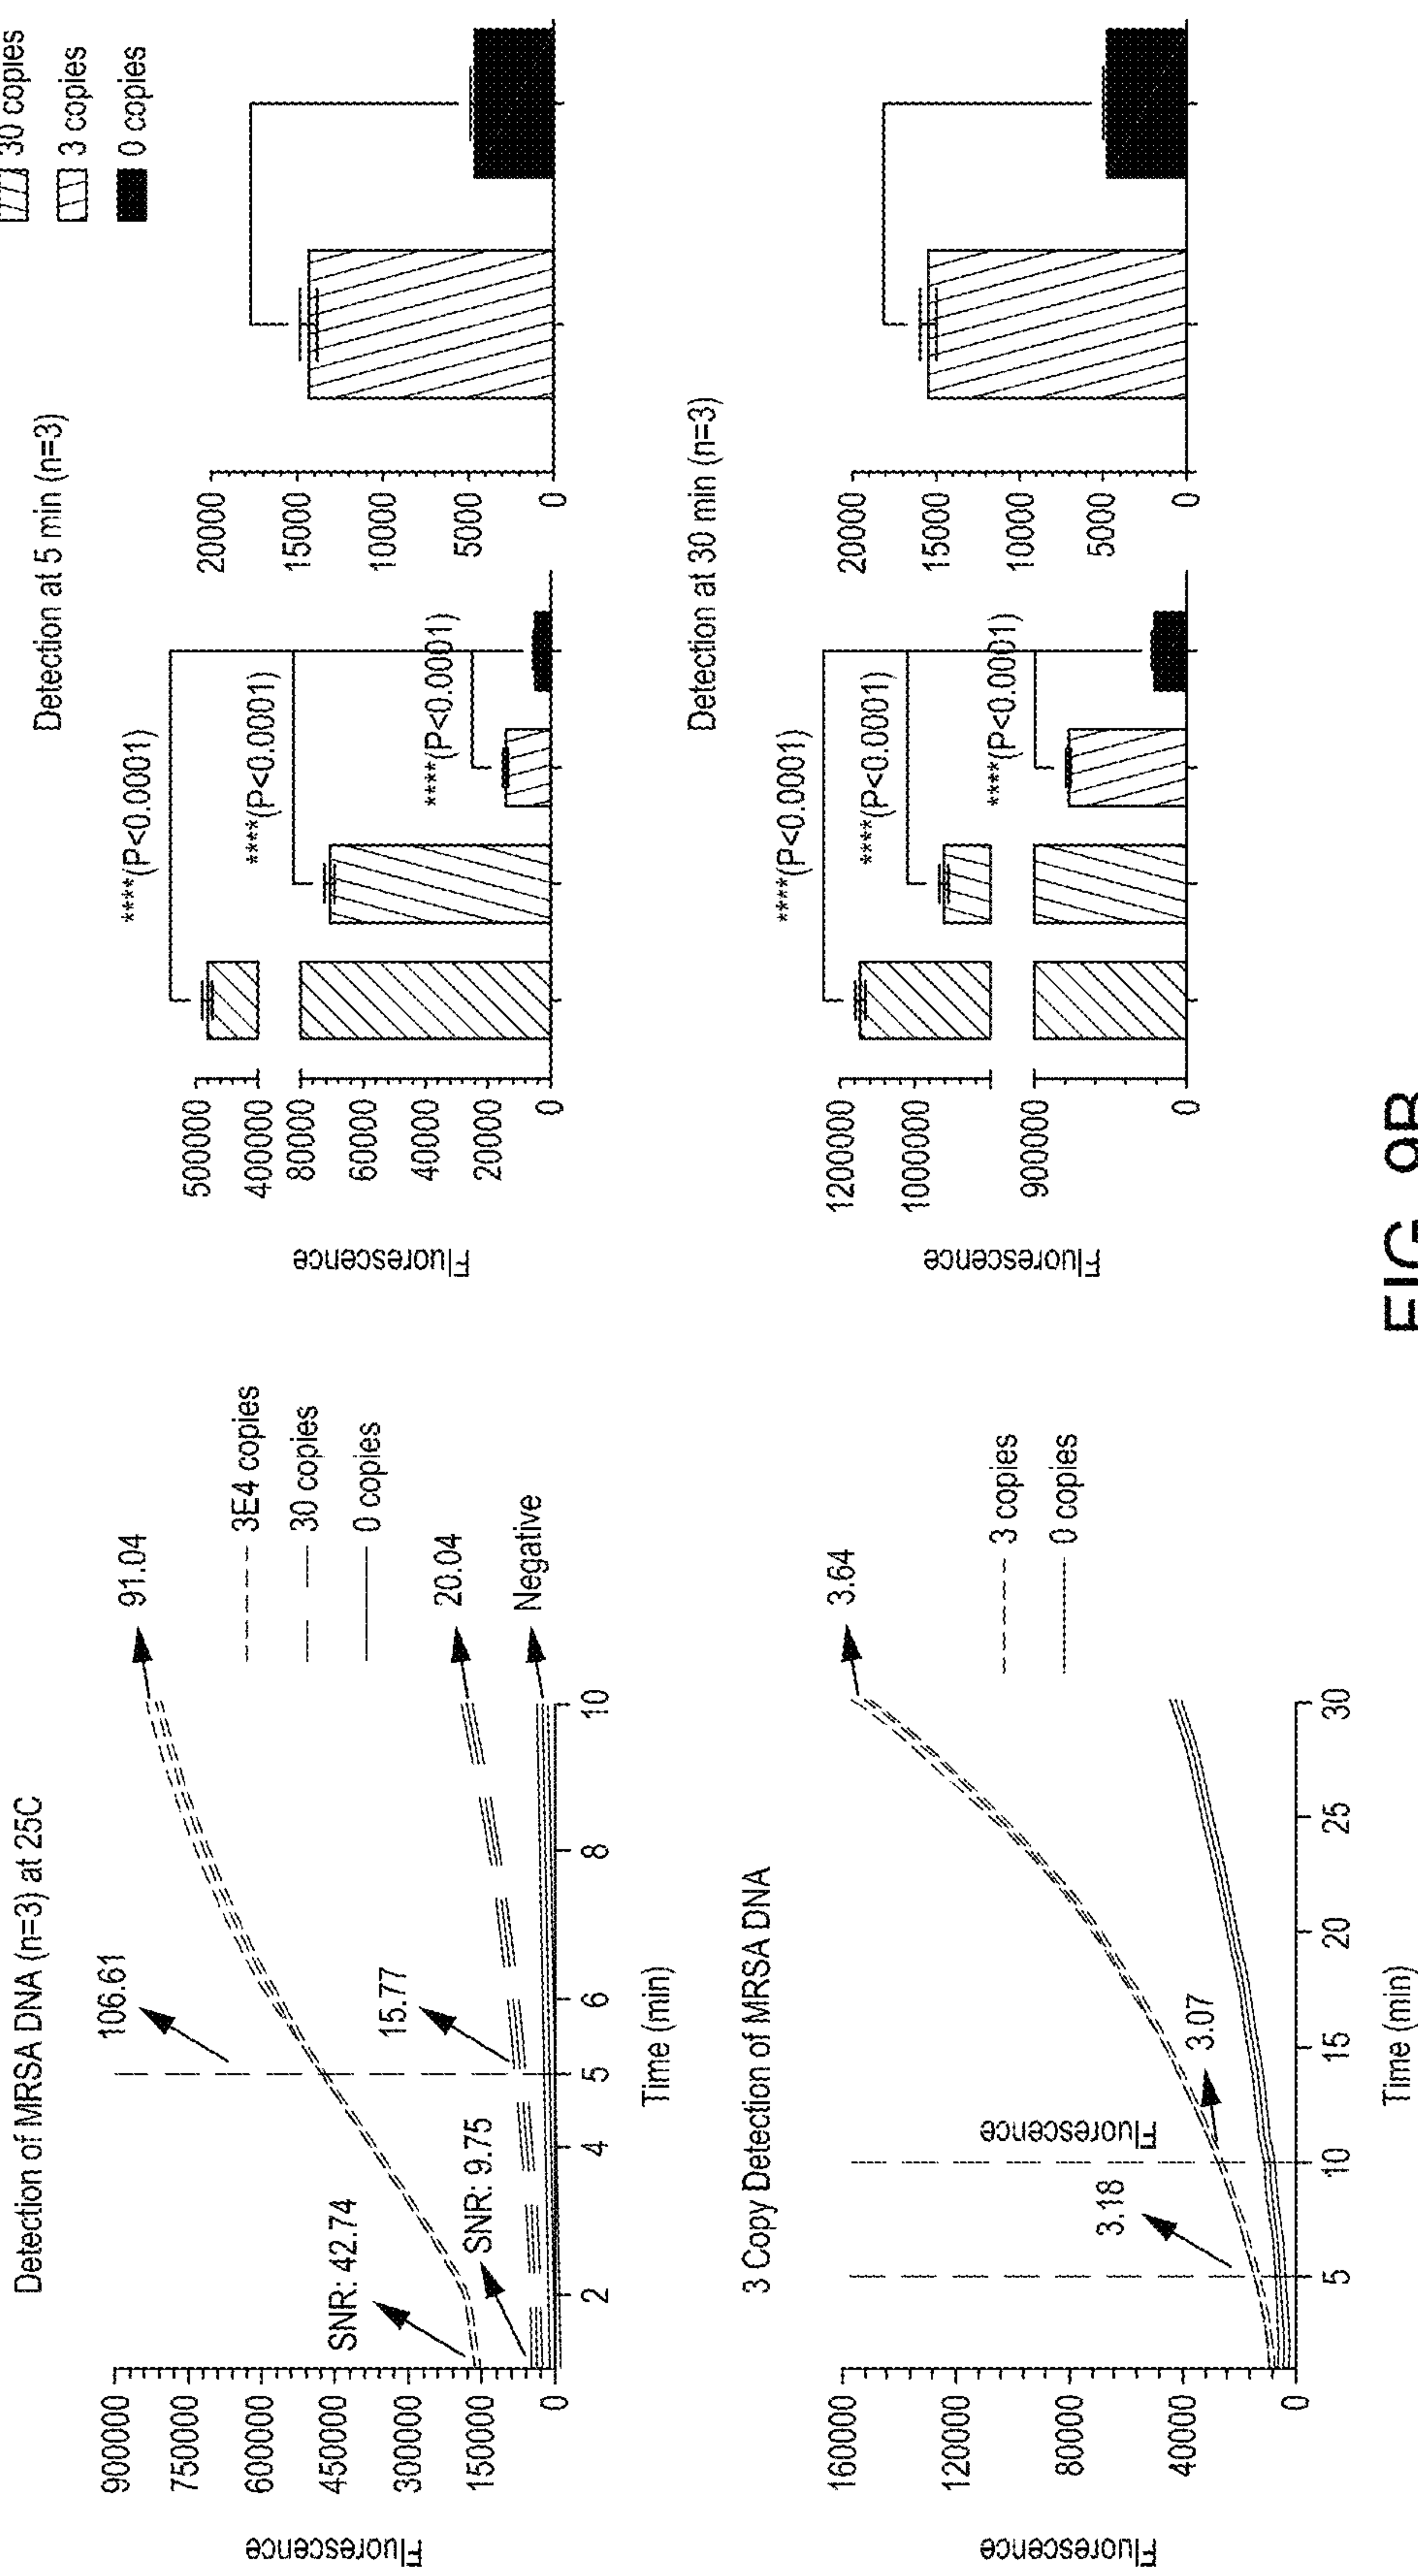 Detection of MRSA DNA (n=3) at 25C
Fluorescence
900000
750000
600000
450000
300000
150000
0
2
4
5
6
8
10
Time (min)
SNR: 42.74
SNR: 9.75
106.61
15.77
91.04
20.04
Negative
3E4 copies
30 copies
0 copies
30 copies
3 copies
0 copies
Detection at 5 min (n=3)
Fluorescence
500000
400000
80000
60000
40000
20000
0
****(P<0.0001)
****(P<0.0001)
****(P<0.0001)
20000
15000
10000
5000
0
3 Copy Detection of MRSA DNA
Fluorescence
160000
120000
80000
40000
0
5
10
15
20
25
30
Time (min)
3.18
Fluorescence
3.07
3.64
3 copies
0 copies
Detection at 30 min (n=3)
Fluorescence
1200000
1000000
900000
0
****(P<0.0001)
****(P<0.0001)
****(P<0.0001)
20000
15000
10000
5000
0
FIG. 9B